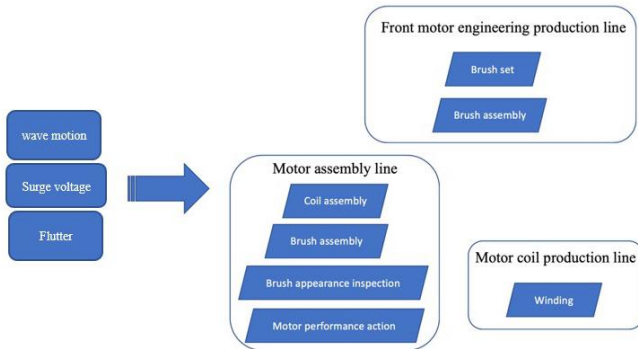 Front motor engineering production line
Brush set
Brush assembly
wave motion
Surge voltage
Flutter
Motor assembly line
Coil assembly
Brush assembly
Brush appearance inspection
Motor performance action
Motor coil production line
Winding